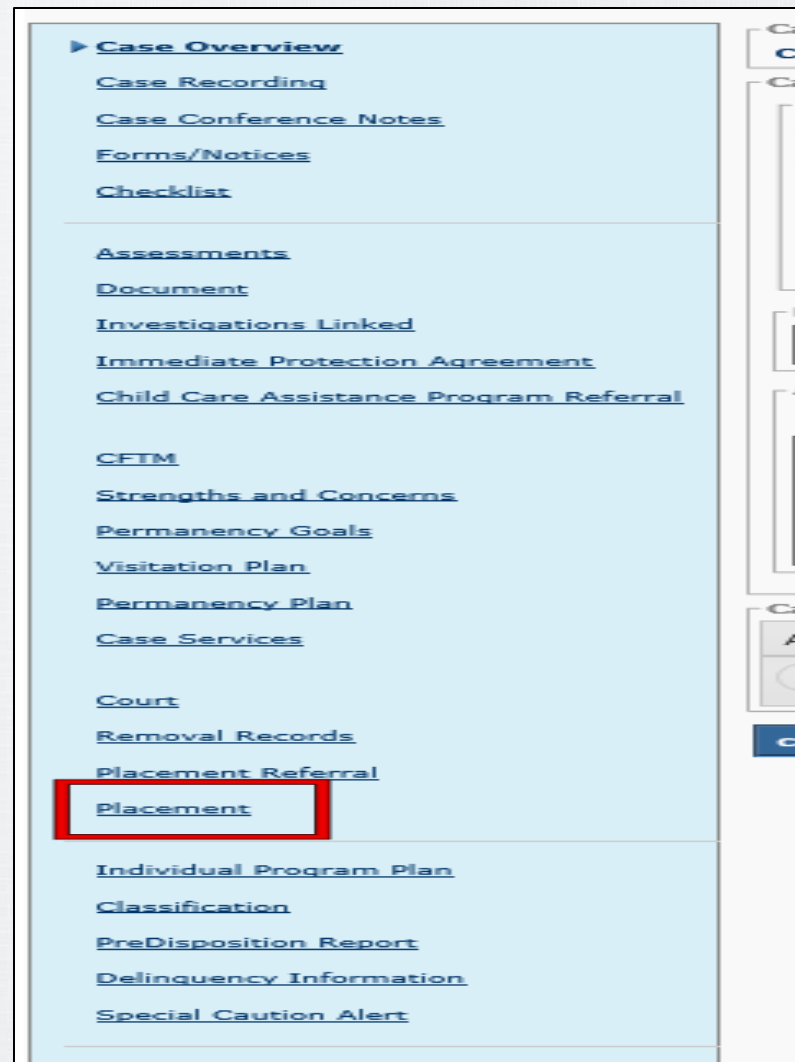 Case Overview
Case Recording
Case Conference Notes
Forms/Notices
Checklist
Assessments
Document
Investigations Linked
Immediate Protection Agreement
Child Care Assistance Program Referral
CFTM
Strengths and Concerns
Permanency Goals
Visitation Plan
Permanency Plan
Case Services
Court
Removal Records
Placement Referral
Placement
Individual Program Plan
Classification
PreDisposition Report
Delinquency Information
Special Caution Alert